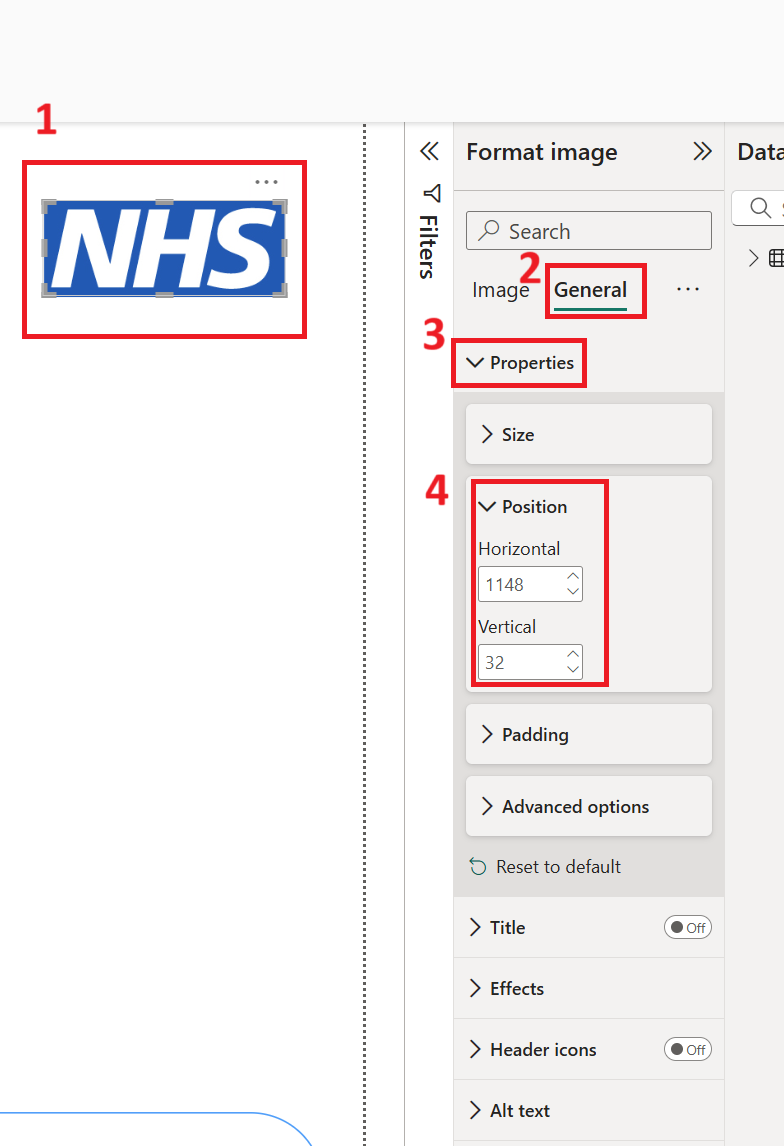 1
NHS
Filters
Format image
Search
2
Image General
3
Properties
Size
4
Position
Horizontal
1148
Vertical
32
Padding
Advanced options
Reset to default
Title Off
Effects
Header icons Off
Alt text
Data